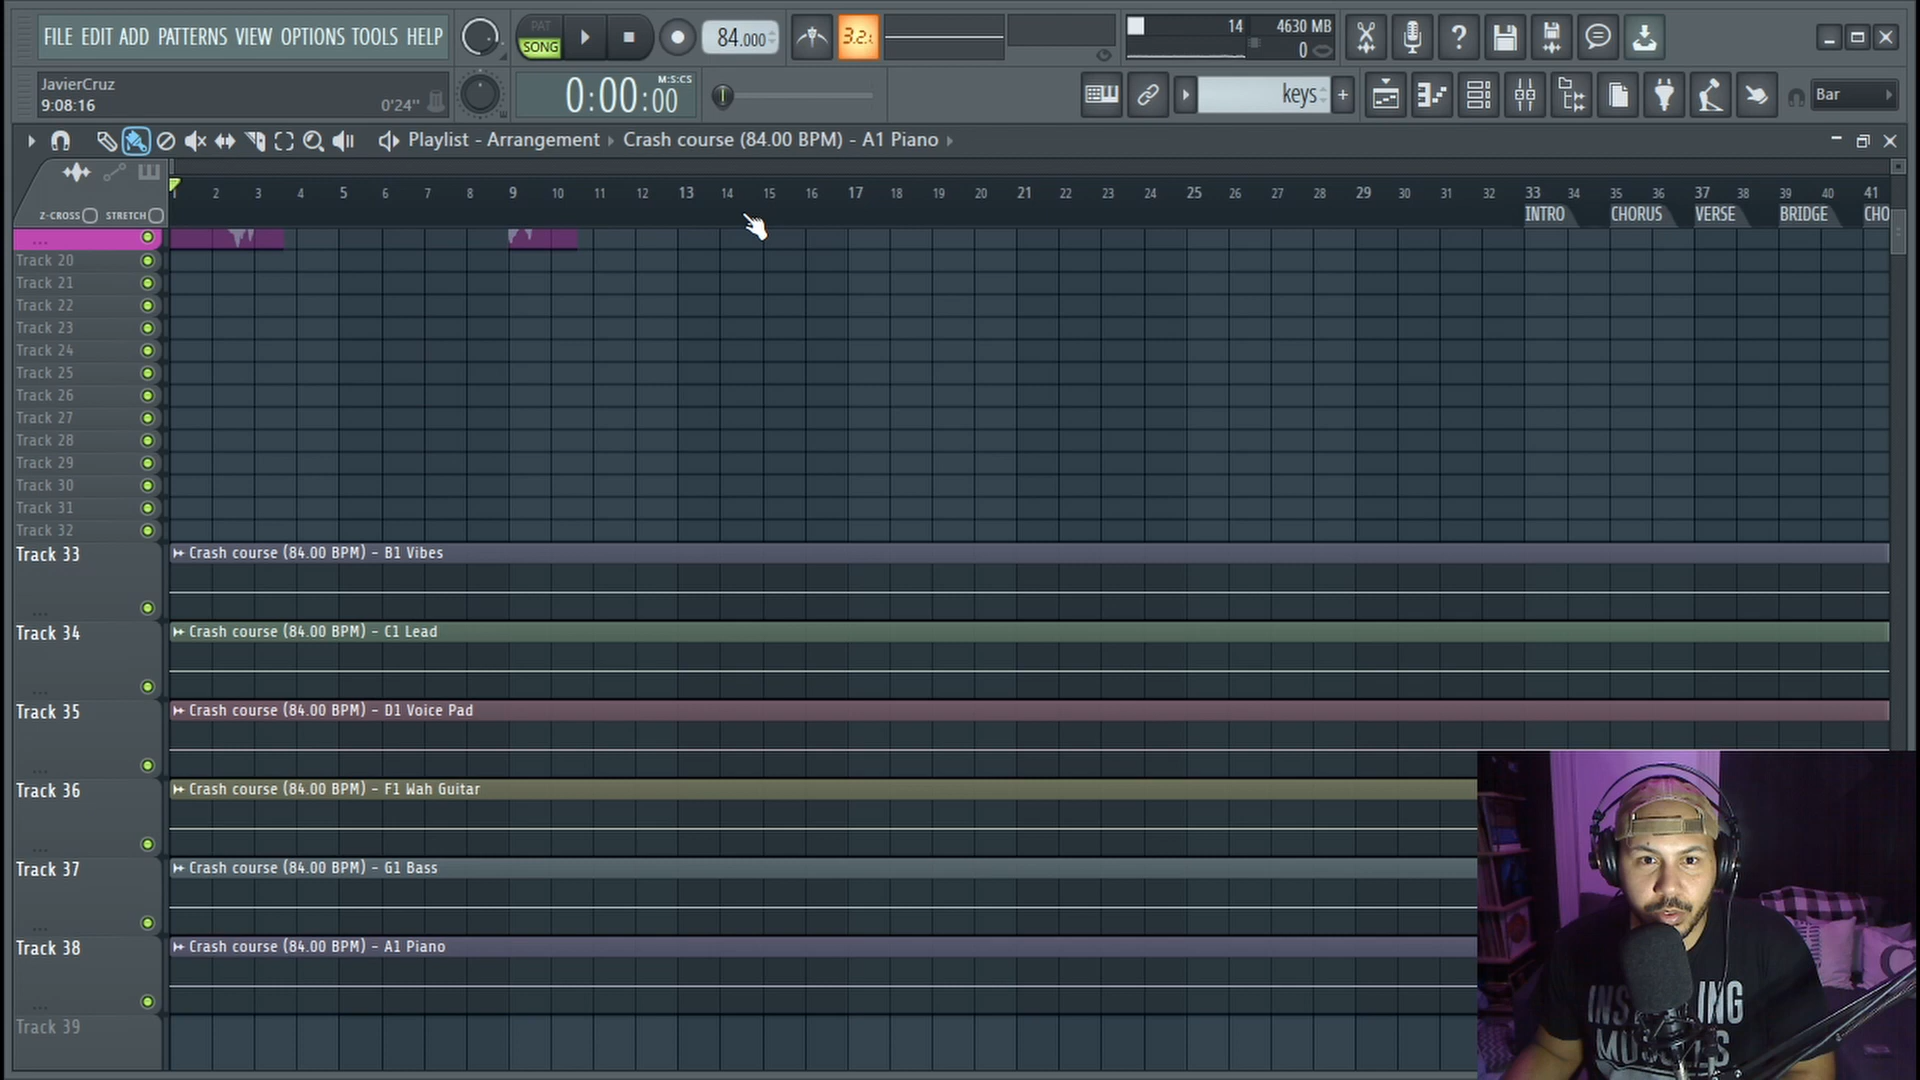 FILE EDIT ADD PATTERNS VIEW OPTIONS TOOLS HELP
PAT
SONG
84.000
3.2:
14
4630 MB
0
JavierCruz
9:08:16
0'24"
M:S:CS
0:00:00
keys
Bar
Playlist - Arrangement Crash course (84.00 BPM) - A1 Piano
1 2 3 4 5 6 7 8 9 10 11 12 13 14 15 16 17 18 19 20 21 22 23 24 25 26 27 28 29 30 31 32 33 34 35 36 37 38 39 40 41
Z-CROSS STRETCH
INTRO CHORUS VERSE BRIDGE CHO
Track 20
Track 21
Track 22
Track 23
Track 24
Track 25
Track 26
Track 27
Track 28
Track 29
Track 30
Track 31
Track 32
Track 33 Crash course (84.00 BPM) - B1 Vibes
Track 34 Crash course (84.00 BPM) - C1 Lead
Track 35 Crash course (84.00 BPM) - D1 Voice Pad
Track 36 Crash course (84.00 BPM) - F1 Wah Guitar
Track 37 Crash course (84.00 BPM) - G1 Bass
Track 38 Crash course (84.00 BPM) - A1 Piano
Track 39